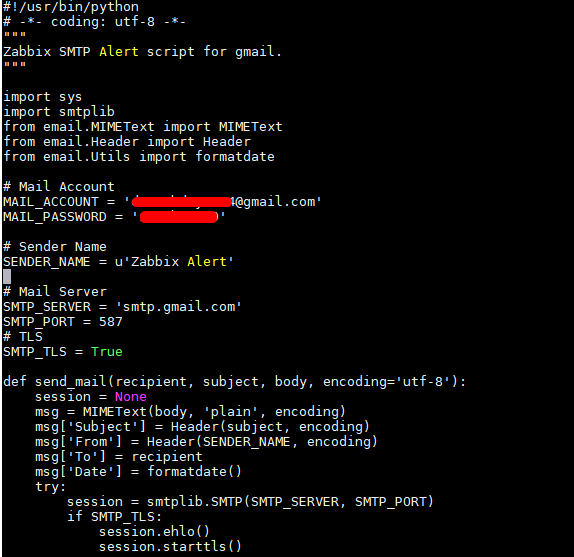 #!/usr/bin/python
# -*- coding: utf-8 -*-
"""
Zabbix SMTP Alert script for gmail.
"""
import sys
import smtplib
from email.MIMEText import MIMEText
from email.Header import Header
from email.Utils import formatdate
# Mail Account
MAIL_ACCOUNT = '4@gmail.com'
MAIL_PASSWORD = ''
# Sender Name
SENDER_NAME = u'Zabbix Alert'
# Mail Server
SMTP_SERVER = 'smtp.gmail.com'
SMTP_PORT = 587
# TLS
SMTP_TLS = True
def send_mail(recipient, subject, body, encoding='utf-8'):
    session = None
    msg = MIMEText(body, 'plain', encoding)
    msg['Subject'] = Header(subject, encoding)
    msg['From'] = Header(SENDER_NAME, encoding)
    msg['To'] = recipient
    msg['Date'] = formatdate()
    try:
        session = smtplib.SMTP(SMTP_SERVER, SMTP_PORT)
        if SMTP_TLS:
            session.ehlo()
            session.starttls()